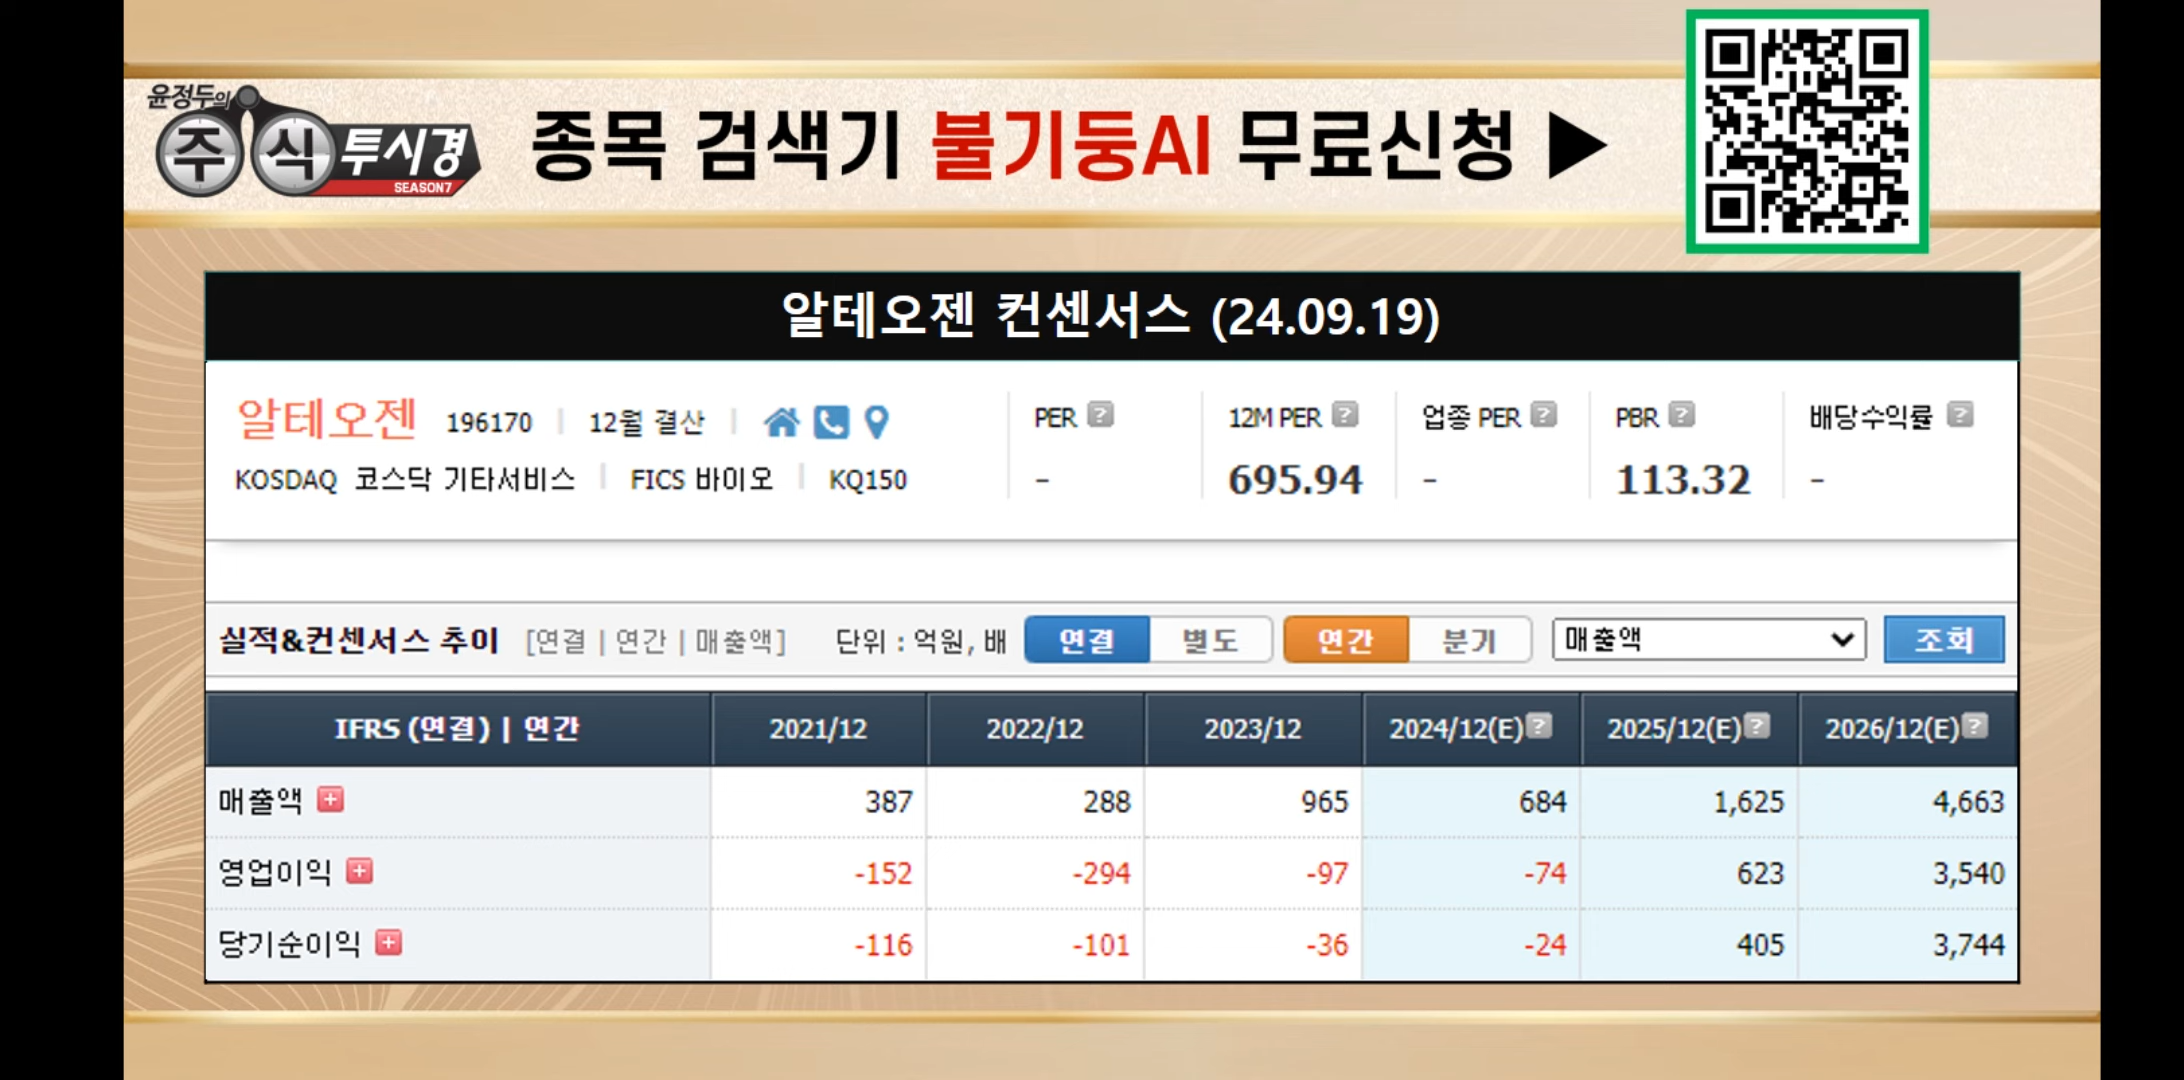 윤정두의
주식투시경
SEASON7
종목 검색기 불기둥AI 무료신청 ▶
알테오젠 컨센서스 (24.09.19)
알테오젠 196170 | 12월 결산 |
KOSDAQ 코스닥 기타서비스 | FICS 바이오 | KQ150
PER ? 12M PER ? 업종 PER ? PBR ? 배당수익률 ?
- 695.94 - 113.32 -
실적&컨센서스 추이 [연결 | 연간 | 매출액] 단위 : 억원, 배 연결 별도 연간 분기 매출액 조회
IFRS (연결) | 연간 2021/12 2022/12 2023/12 2024/12(E) ? 2025/12(E) ? 2026/12(E) ?
매출액 + 387 288 965 684 1,625 4,663
영업이익 + -152 -294 -97 -74 623 3,540
당기순이익 + -116 -101 -36 -24 405 3,744